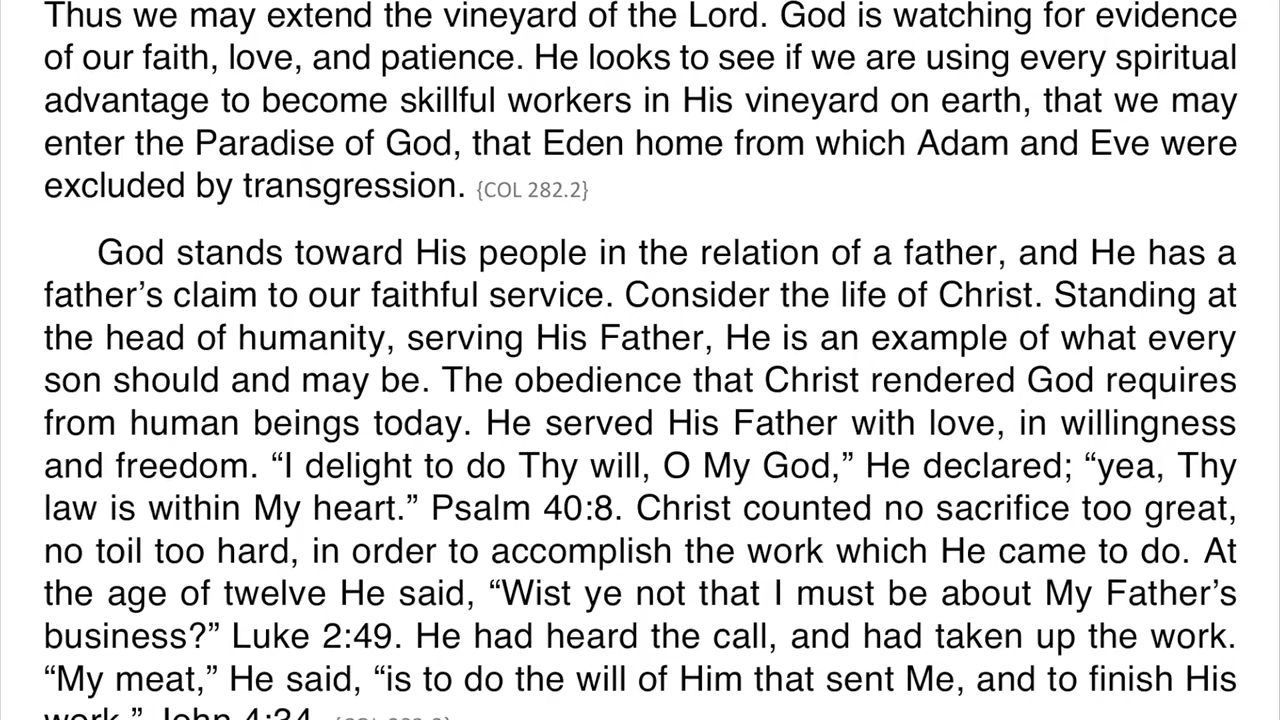 Thus we may extend the vineyard of the Lord. God is watching for evidence
of our faith, love, and patience. He looks to see if we are using every spiritual
advantage to become skillful workers in His vineyard on earth, that we may
enter the Paradise of God, that Eden home from which Adam and Eve were
excluded by transgression. {COL 282.2}
God stands toward His people in the relation of a father, and He has a
father’s claim to our faithful service. Consider the life of Christ. Standing at
the head of humanity, serving His Father, He is an example of what every
son should and may be. The obedience that Christ rendered God requires
from human beings today. He served His Father with love, in willingness
and freedom. “I delight to do Thy will, O My God,” He declared; “yea, Thy
law is within My heart.” Psalm 40:8. Christ counted no sacrifice too great,
no toil too hard, in order to accomplish the work which He came to do. At
the age of twelve He said, “Wist ye not that I must be about My Father’s
business?” Luke 2:49. He had heard the call, and had taken up the work.
“My meat,” He said, “is to do the will of Him that sent Me, and to finish His
work.” John 4:34.